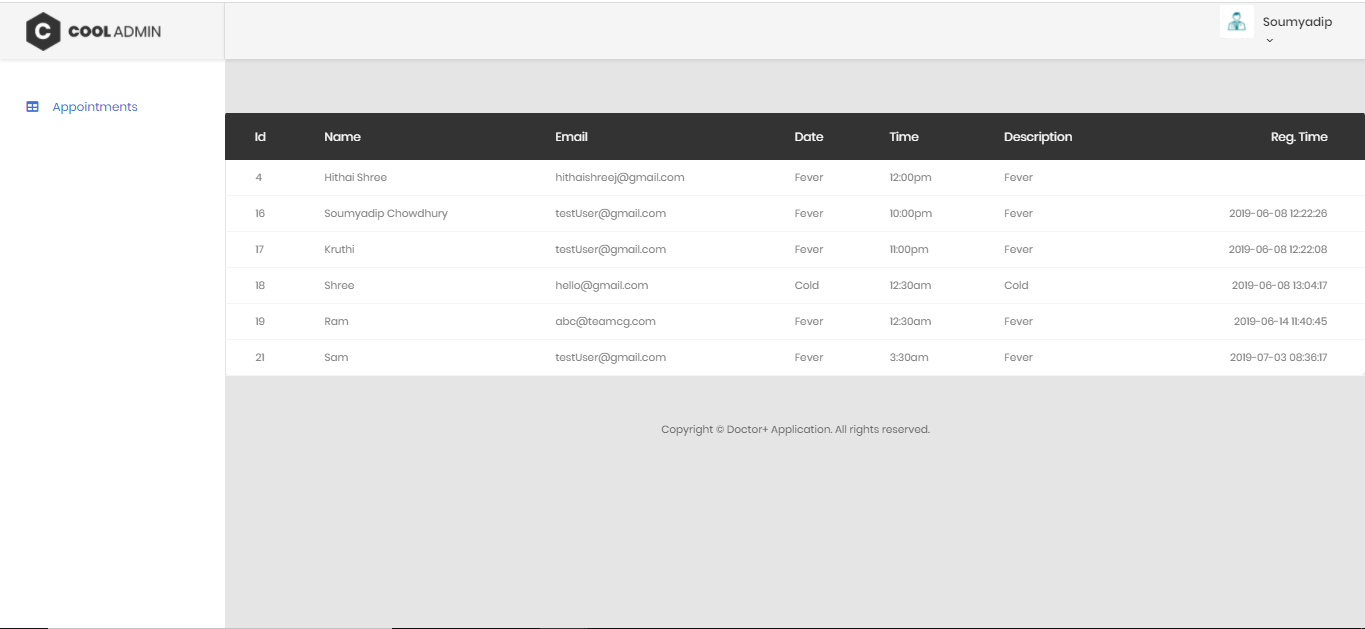 C COOL ADMIN
Soumyadip
Appointments
Id Name Email Date Time Description Reg. Time
4 Hithai Shree hithaishreej@gmail.com Fever 12:00pm Fever
16 Soumyadip Chowdhury testUser@gmail.com Fever 10:00pm Fever 2019-06-08 12:22:26
17 Kruthi testUser@gmail.com Fever 11:00pm Fever 2019-06-08 12:22:08
18 Shree hello@gmail.com Cold 12:30am Cold 2019-06-08 13:04:17
19 Ram abc@teamcg.com Fever 12:30am Fever 2019-06-14 11:40:45
21 Sam testUser@gmail.com Fever 3:30am Fever 2019-07-03 08:36:17
Copyright © Doctor+ Application. All rights reserved.